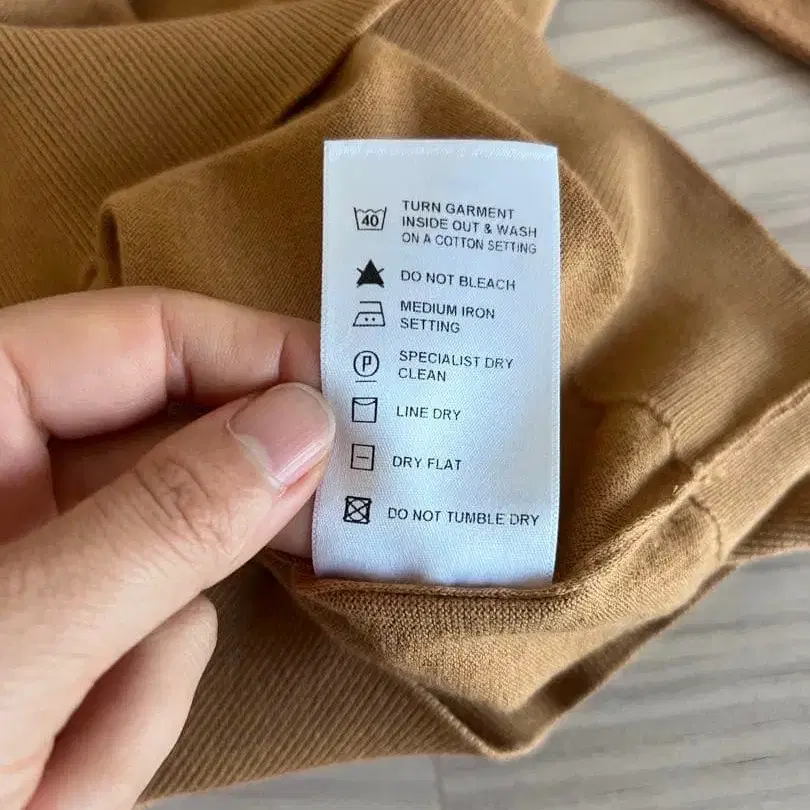 40 TURN GARMENT
INSIDE OUT & WASH
ON A COTTON SETTING
DO NOT BLEACH
MEDIUM IRON
SETTING
P SPECIALIST DRY
CLEAN
LINE DRY
DRY FLAT
DO NOT TUMBLE DRY